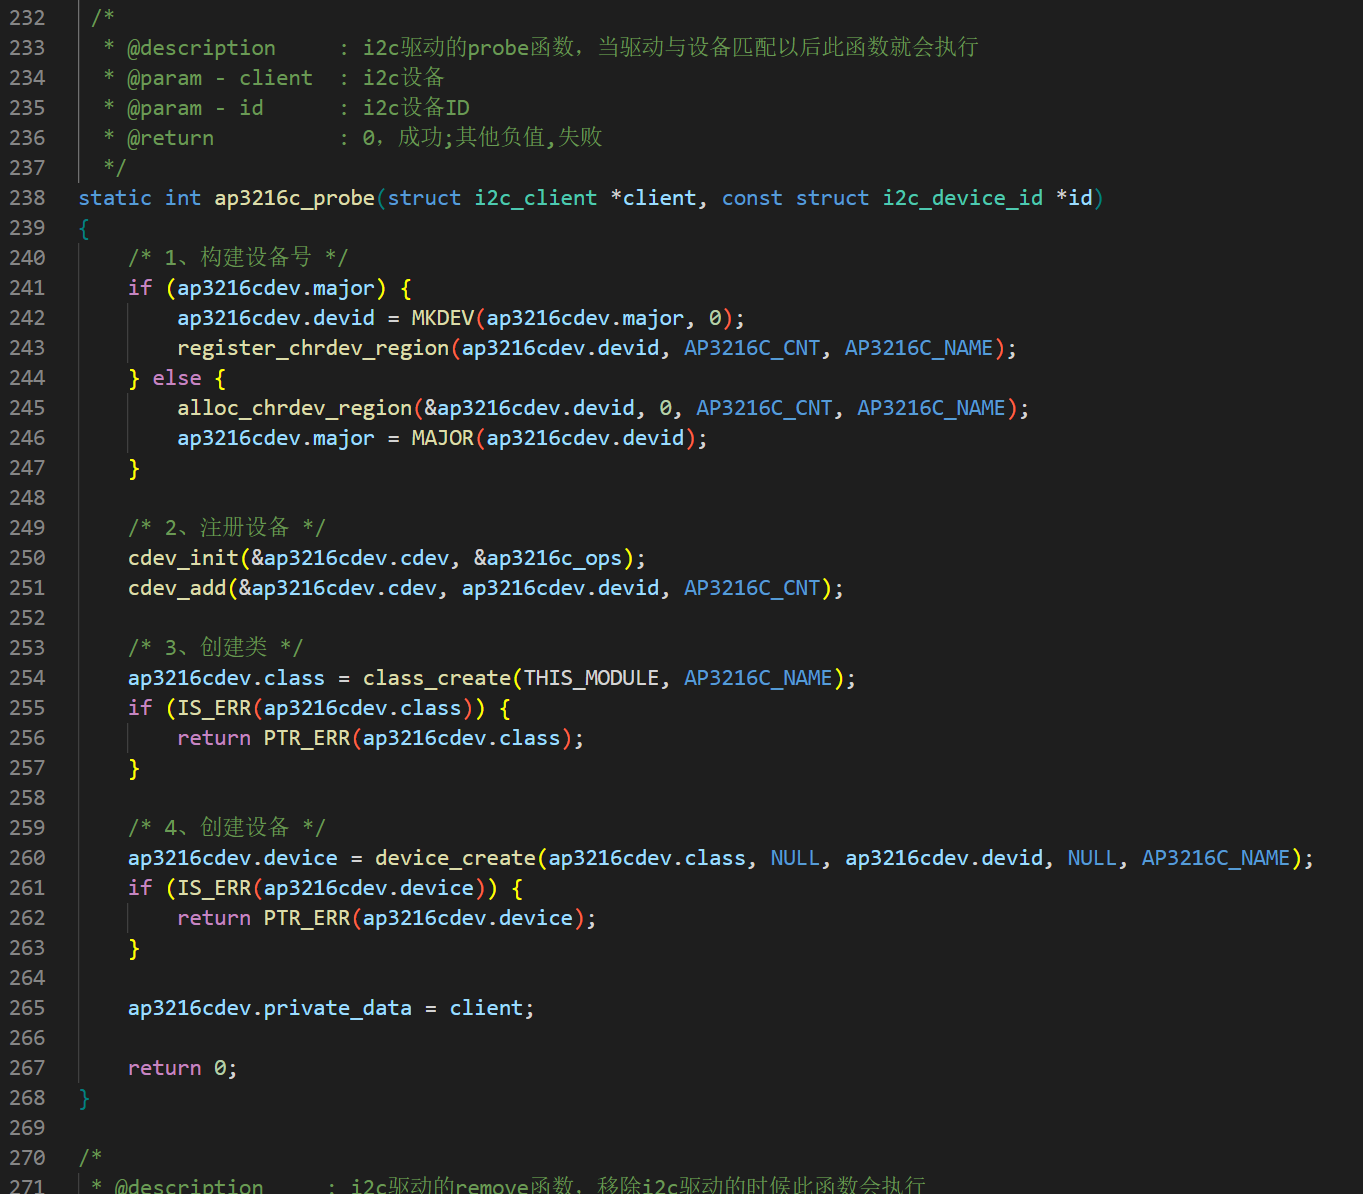 232 /*
233 * @description : i2c驱动的probe函数，当驱动与设备匹配以后此函数就会执行
234 * @param - client : i2c设备
235 * @param - id : i2c设备ID
236 * @return : 0，成功;其他负值,失败
237 */
238 static int ap3216c_probe(struct i2c_client *client, const struct i2c_device_id *id)
239 {
240 /* 1、构建设备号 */
241 if (ap3216cdev.major) {
242 ap3216cdev.devid = MKDEV(ap3216cdev.major, 0);
243 register_chrdev_region(ap3216cdev.devid, AP3216C_CNT, AP3216C_NAME);
244 } else {
245 alloc_chrdev_region(&ap3216cdev.devid, 0, AP3216C_CNT, AP3216C_NAME);
246 ap3216cdev.major = MAJOR(ap3216cdev.devid);
247 }
248
249 /* 2、注册设备 */
250 cdev_init(&ap3216cdev.cdev, &ap3216c_ops);
251 cdev_add(&ap3216cdev.cdev, ap3216cdev.devid, AP3216C_CNT);
252
253 /* 3、创建类 */
254 ap3216cdev.class = class_create(THIS_MODULE, AP3216C_NAME);
255 if (IS_ERR(ap3216cdev.class)) {
256 return PTR_ERR(ap3216cdev.class);
257 }
258
259 /* 4、创建设备 */
260 ap3216cdev.device = device_create(ap3216cdev.class, NULL, ap3216cdev.devid, NULL, AP3216C_NAME);
261 if (IS_ERR(ap3216cdev.device)) {
262 return PTR_ERR(ap3216cdev.device);
263 }
264
265 ap3216cdev.private_data = client;
266
267 return 0;
268 }
269
270 /*
271 * @description : i2c驱动的remove函数，移除i2c驱动的时候此函数会执行